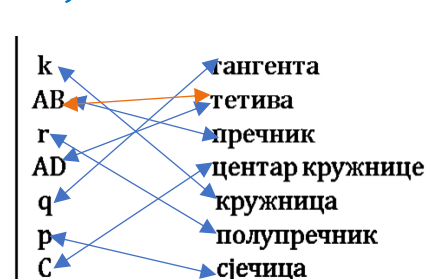 k тангента
AB тетива
r пречник
AD центар кружнице
q кружница
p полупречник
C сјечица